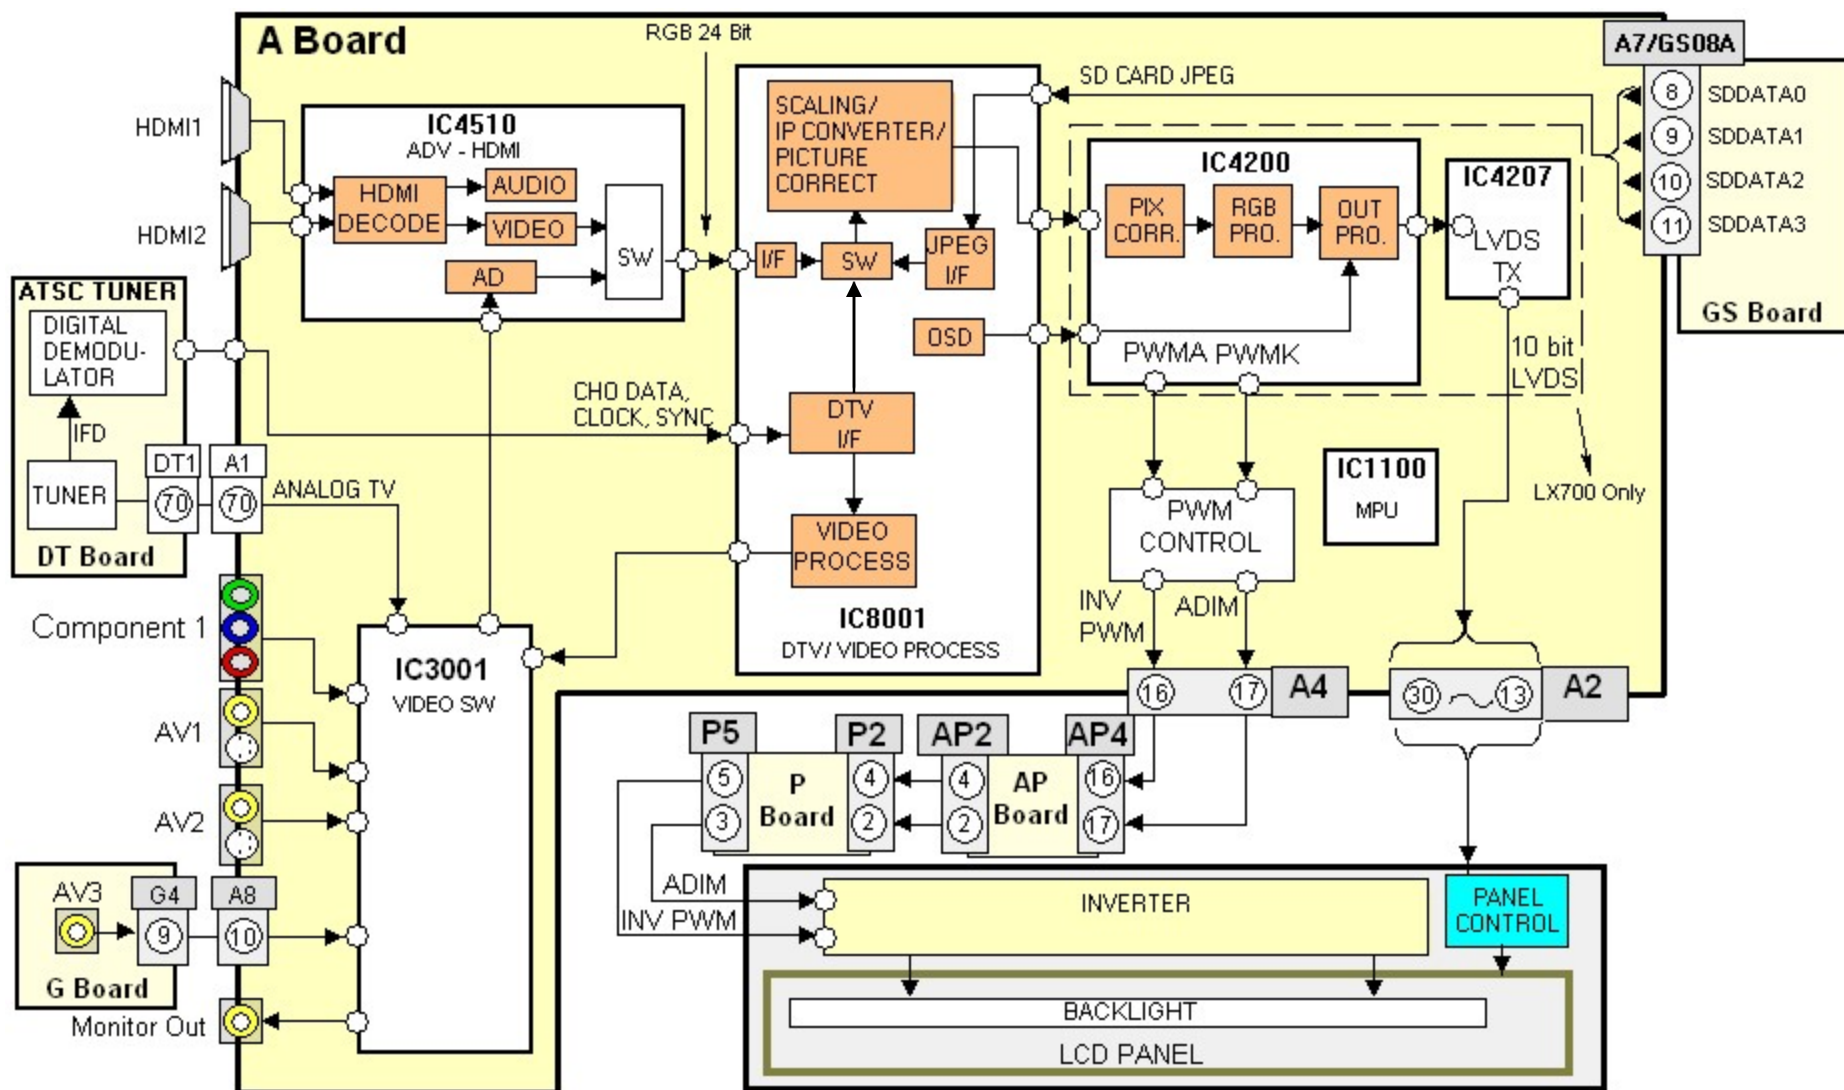 A Board
RGB 24 Bit
A7/GS08A
SD CARD JPEG
8
SDDATA0
9
SDDATA1
10
SDDATA2
11
SDDATA3
GS Board
HDMI1
HDMI2
IC4510
ADV - HDMI
HDMI
DECODE
AUDIO
VIDEO
AD
SW
SCALING/
IP CONVERTER/
PICTURE
CORRECT
I/F
SW
JPEG
I/F
OSD
DTV
I/F
VIDEO
PROCESS
IC8001
DTV/ VIDEO PROCESS
IC4200
PIX
CORR.
RGB
PRO.
OUT
PRO.
PWMA
PWMK
IC4207
LVDS
TX
10 bit
LVDS
LX700 Only
IC1100
MPU
PWM
CONTROL
INV
PWM
ADIM
16
17
A4
30
13
A2
ATSC TUNER
DIGITAL
DEMODU-
LATOR
IFD
TUNER
DT1
70
A1
70
DT Board
ANALOG TV
CHO DATA,
CLOCK, SYNC
Component 1
AV1
AV2
AV3
G4
9
A8
10
G Board
Monitor Out
IC3001
VIDEO SW
P5
5
3
P
Board
P2
4
2
AP2
4
2
AP
Board
AP4
16
17
ADIM
INV PWM
INVERTER
PANEL
CONTROL
BACKLIGHT
LCD PANEL